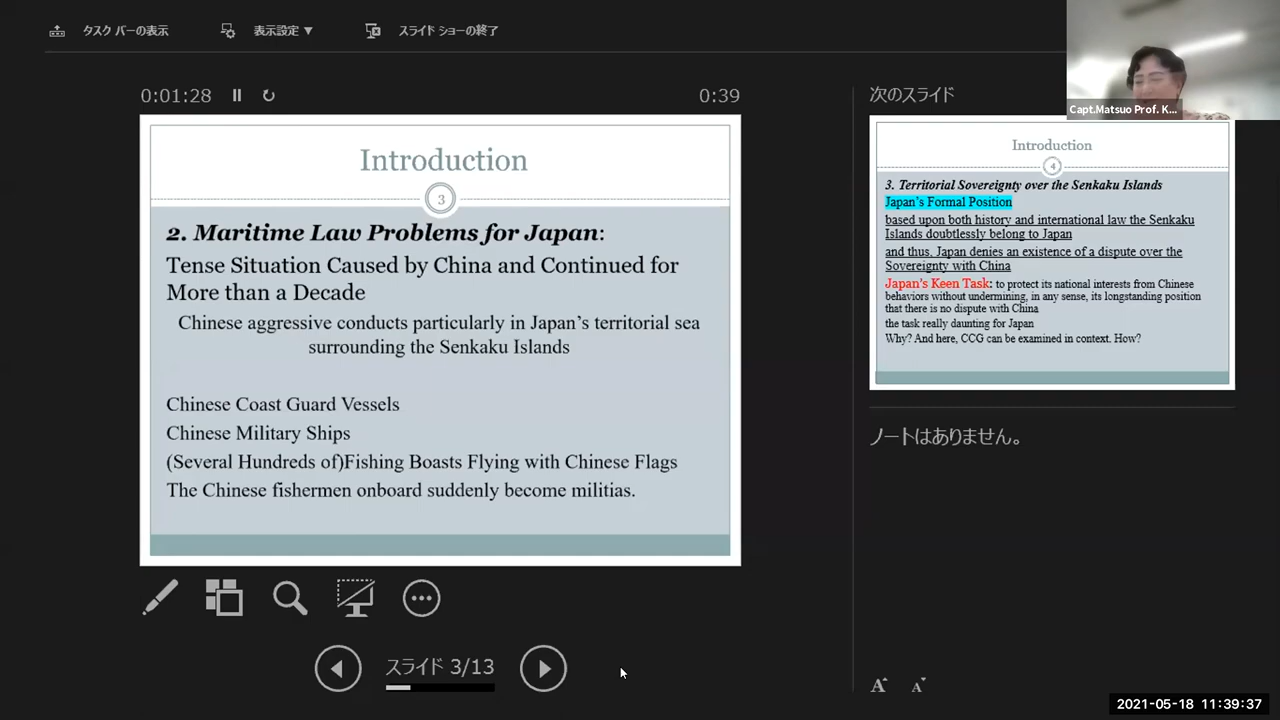 タスク バーの表示
表示設定 ▼
スライド ショーの終了
Capt.Matsuo Prof. K...
0:01:28
0:39
Introduction
3
2. Maritime Law Problems for Japan:
Tense Situation Caused by China and Continued for
More than a Decade
Chinese aggressive conducts particularly in Japan's territorial sea
surrounding the Senkaku Islands
Chinese Coast Guard Vessels
Chinese Military Ships
(Several Hundreds of)Fishing Boasts Flying with Chinese Flags
The Chinese fishermen onboard suddenly become militias.
スライド 3/13
次のスライド
Introduction
4
3. Territorial Sovereignty over the Senkaku Islands
Japan's Formal Position
based upon both history and international law the Senkaku
Islands doubtlessly belong to Japan
and thus, Japan denies an existence of a dispute over the
Sovereignty with China
Japan's Keen Task: to protect its national interests from Chinese
behaviors without undermining, in any sense, its longstanding position
that there is no dispute with China
the task really daunting for Japan
Why? And here, CCG can be examined in context. How?
ノートはありません。
A A
2021-05-18 11:39:37